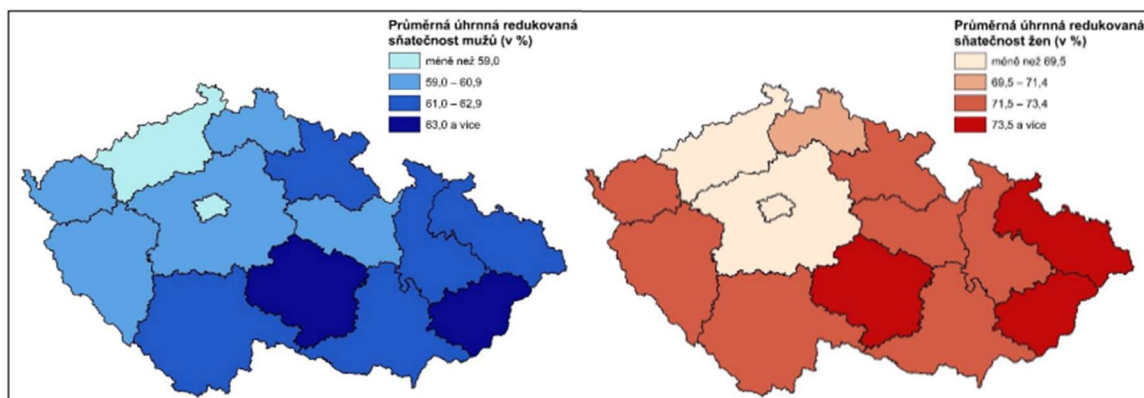 Průměrná úhrnná redukovaná
sňatečnost mužů (v %)
méně než 59,0
59,0 – 60,9
61,0 – 62,9
63,0 a více
Průměrná úhrnná redukovaná
sňatečnost žen (v %)
méně než 69,5
69,5 – 71,4
71,5 – 73,4
73,5 a více